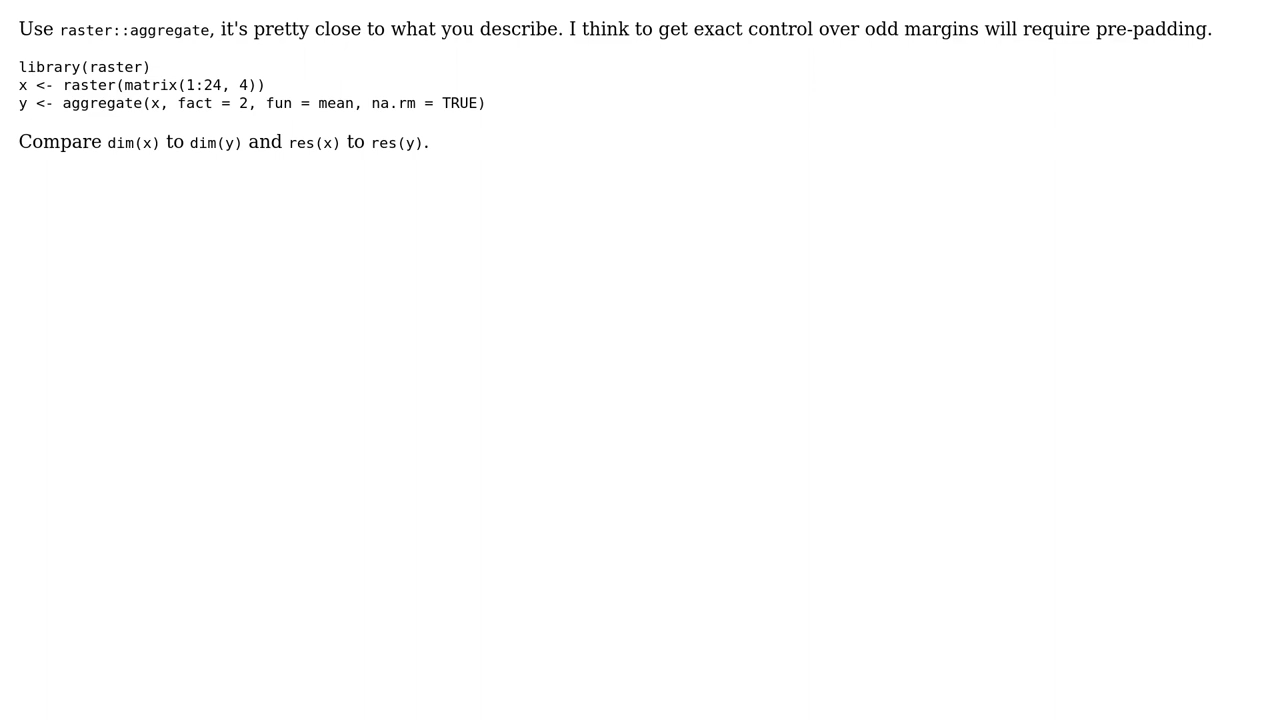 Use raster::aggregate, it's pretty close to what you describe. I think to get exact control over odd margins will require pre-padding.
library(raster)
x <- raster(matrix(1:24, 4))
y <- aggregate(x, fact = 2, fun = mean, na.rm = TRUE)
Compare dim(x) to dim(y) and res(x) to res(y).